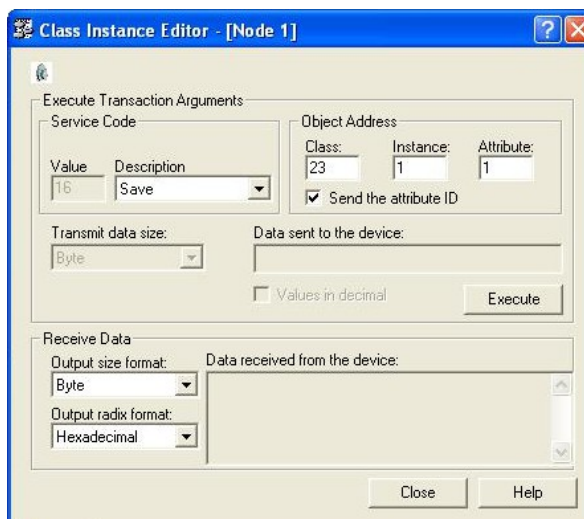 Class Instance Editor - [Node 1]
Execute Transaction Arguments
Service Code
Value Description
16 Save
Object Address
Class: Instance: Attribute:
23 1 1
Send the attribute ID
Transmit data size:
Byte
Data sent to the device:
Values in decimal
Execute
Receive Data
Output size format:
Byte
Output radix format:
Hexadecimal
Data received from the device:
Close Help